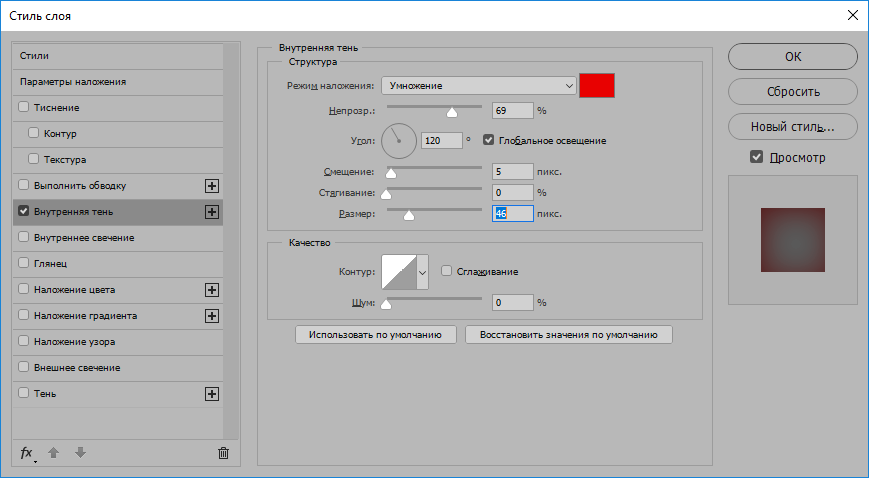 Стиль слоя
Стили
Параметры наложения
Тиснение
Контур
Текстура
Выполнить обводку
Внутренняя тень
Внутреннее свечение
Глянец
Наложение цвета
Наложение градиента
Наложение узора
Внешнее свечение
Тень
fx
Внутренняя тень
Структура
Режим наложения: Умножение
Непрозр.: 69 %
Угол: 120 ° Глобальное освещение
Смещение: 5 пикс.
Стягивание: 0 %
Размер: 46 пикс.
Качество
Контур: Сглаживание
Шум: 0 %
Использовать по умолчанию Восстановить значения по умолчанию
OK
Сбросить
Новый стиль...
Просмотр